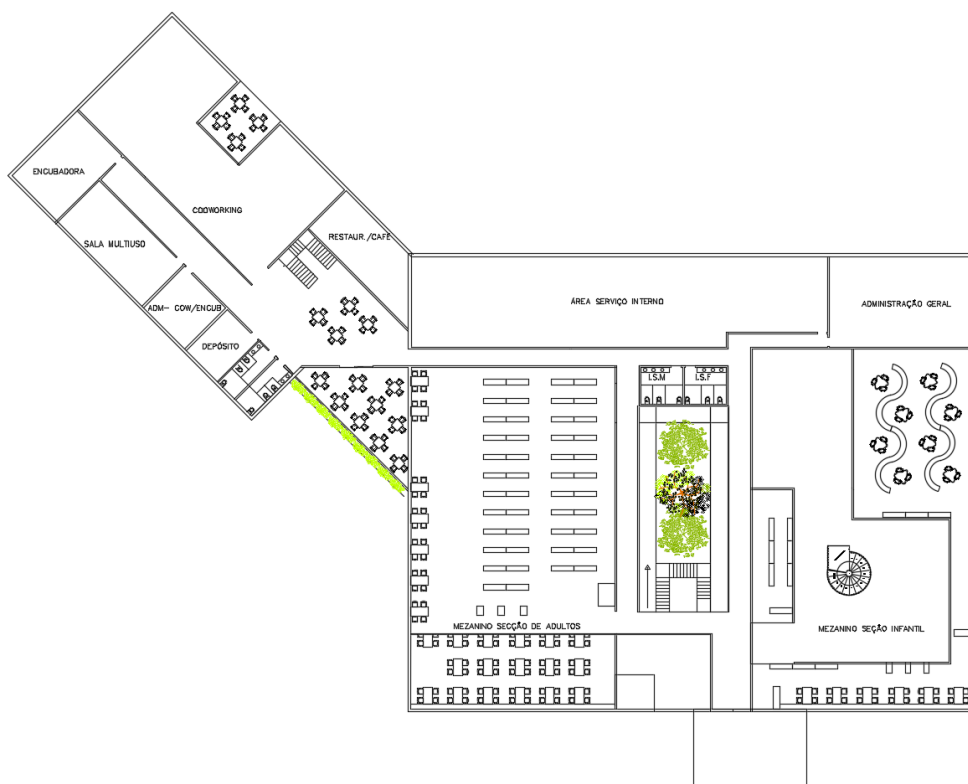 ENCUBADORA
COOWORKING
SALA MULTIUSO
RESTAUR./CAFÉ
ADM- COW/ENCUB
DEPÓSITO
ÁREA SERVIÇO INTERNO
ADMINISTRAÇÃO GERAL
I.S.M
I.S.F
MEZANINO SECÇÃO DE ADULTOS
MEZANINO SEÇÃO INFANTIL